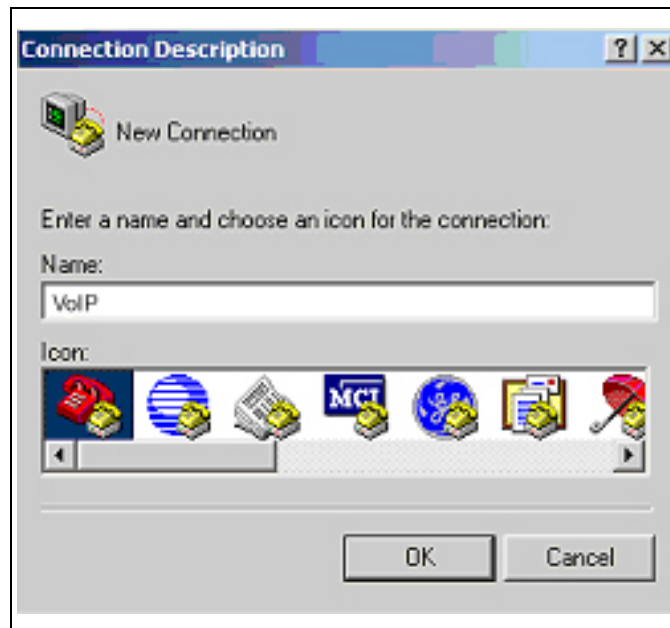 Connection Description
New Connection
Enter a name and choose an icon for the connection:
Name:
VoIP
Icon:
MCI
OK Cancel